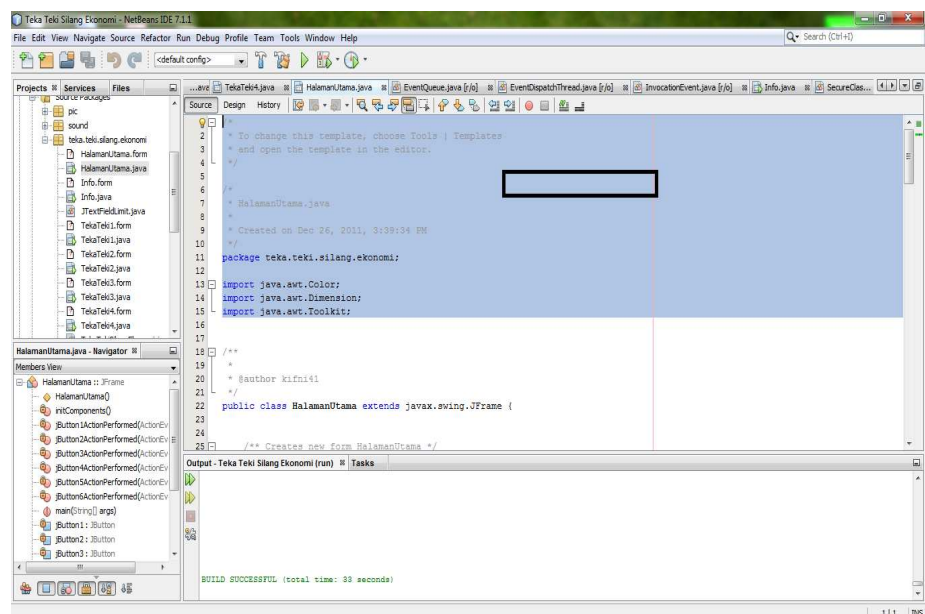 Teka Teki Silang Ekonomi - NetBeans IDE 7.1.1
File Edit View Navigate Source Refactor Run Debug Profile Team Tools Window Help
Search (Ctrl+I)
<default config>
Projects Services Files
...ava TekaTeki4.java HalamanUtama.java EventQueue.java [r/o] EventDispatchThread.java [r/o] InvocationEvent.java [r/o] Info.java SecureClas...
Source Packages
pic
sound
teka.teki.silang.ekonomi
HalamanUtama.form
HalamanUtama.java
Info.form
Info.java
JTextFieldLimit.java
TekaTeki1.form
TekaTeki1.java
TekaTeki2.form
TekaTeki2.java
TekaTeki3.form
TekaTeki3.java
TekaTeki4.form
TekaTeki4.java
HalamanUtama.java - Navigator
Members View
HalamanUtama :: JFrame
HalamanUtama()
initComponents()
jButton1ActionPerformed(ActionEv
jButton2ActionPerformed(ActionEv
jButton3ActionPerformed(ActionEv
jButton4ActionPerformed(ActionEv
jButton5ActionPerformed(ActionEv
jButton6ActionPerformed(ActionEv
main(String[] args)
jButton1 : JButton
jButton2 : JButton
jButton3 : JButton
Source Design History
/*
2 * To change this template, choose Tools | Templates
3 * and open the template in the editor.
4 */
5
6 /*
7 * HalamanUtama.java
8 *
9 * Created on Dec 26, 2011, 3:39:34 PM
10 */
11 package teka.teki.silang.ekonomi;
12
13 import java.awt.Color;
14 import java.awt.Dimension;
15 import java.awt.Toolkit;
16
17
18 /**
19 *
20 * @author kifni41
21 */
22 public class HalamanUtama extends javax.swing.JFrame {
23
24
25 /** Creates new form HalamanUtama */
Output - Teka Teki Silang Ekonomi (run) Tasks
BUILD SUCCESSFUL (total time: 33 seconds)
1 | 1 INS